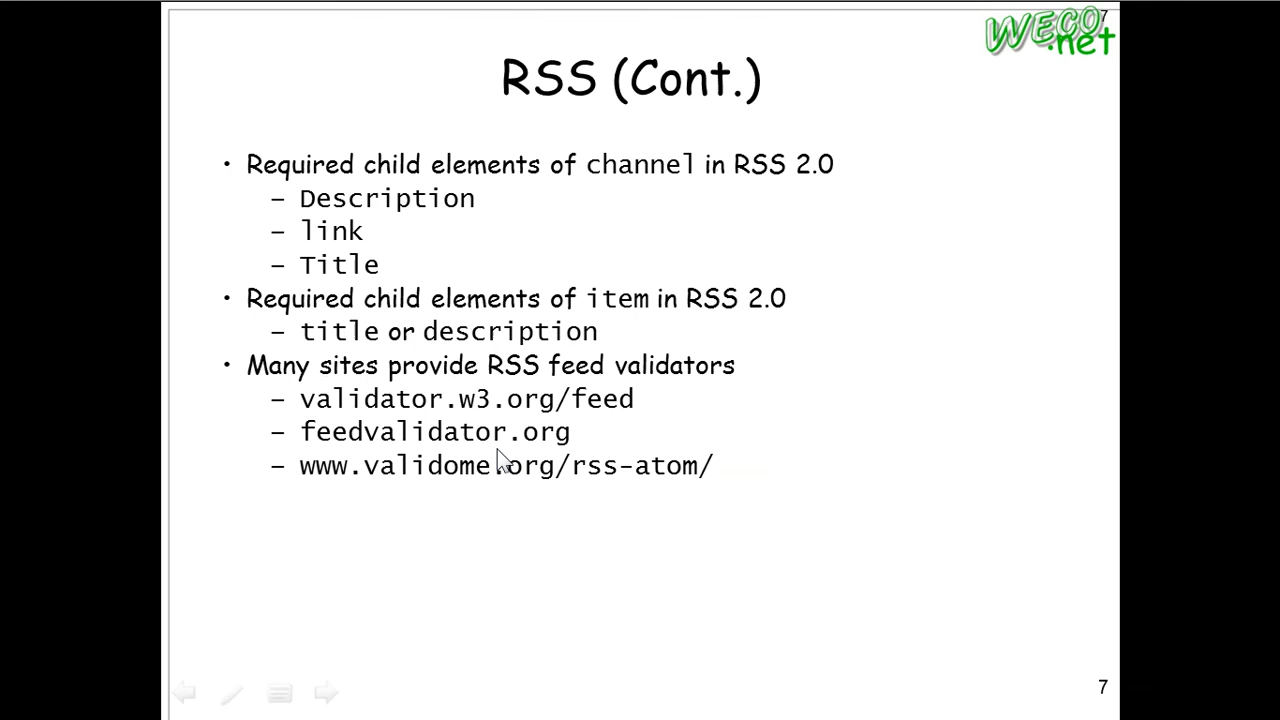 7
WECO
.net
RSS (Cont.)
• Required child elements of channel in RSS 2.0
– Description
– link
– Title
• Required child elements of item in RSS 2.0
– title or description
• Many sites provide RSS feed validators
– validator.w3.org/feed
– feedvalidator.org
– www.validome.org/rss-atom/
7